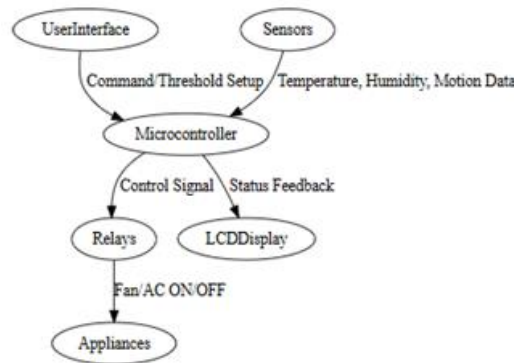 UserInterface
Sensors
Command/Threshold Setup
Temperature, Humidity, Motion Data
Microcontroller
Control Signal
Status Feedback
Relays
LCDDisplay
Fan/AC ON/OFF
Appliances